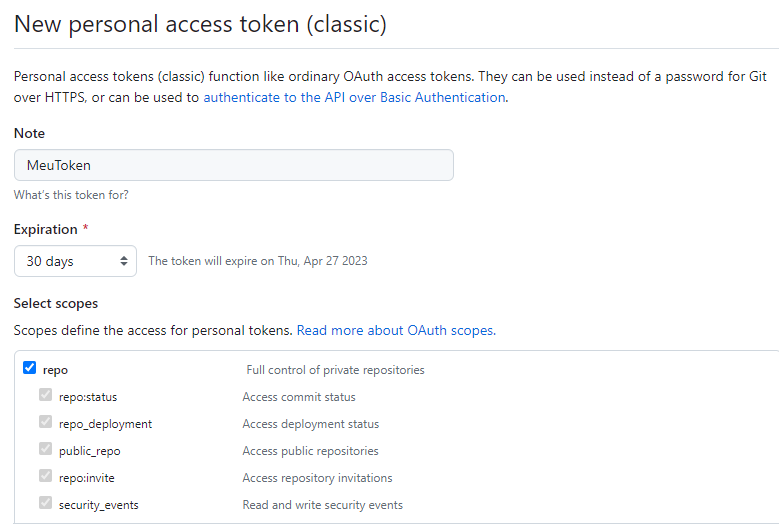 New personal access token (classic)
Personal access tokens (classic) function like ordinary OAuth access tokens. They can be used instead of a password for Git
over HTTPS, or can be used to authenticate to the API over Basic Authentication.
Note
MeuToken
What's this token for?
Expiration *
30 days The token will expire on Thu, Apr 27 2023
Select scopes
Scopes define the access for personal tokens. Read more about OAuth scopes.
repo Full control of private repositories
repo:status Access commit status
repo_deployment Access deployment status
public_repo Access public repositories
repo:invite Access repository invitations
security_events Read and write security events